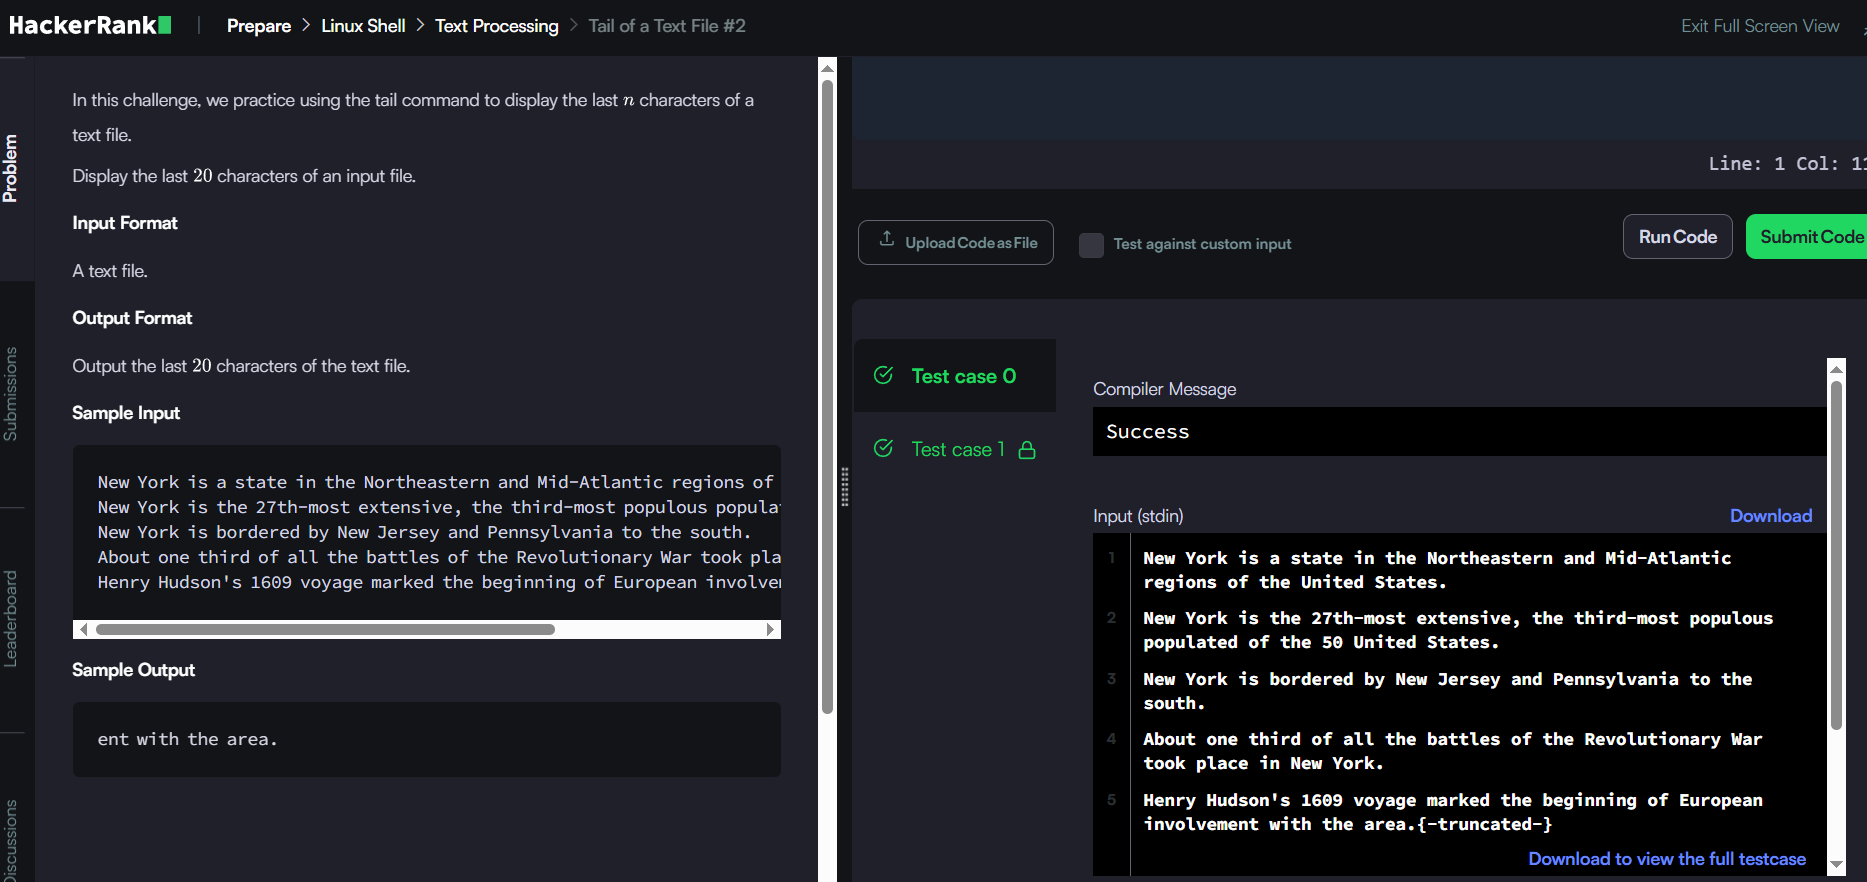 HackerRank | Prepare > Linux Shell > Text Processing > Tail of a Text File #2
Exit Full Screen View
Problem
Submissions
Leaderboard
Discussions
In this challenge, we practice using the tail command to display the last n characters of a
text file.
Display the last 20 characters of an input file.
Input Format
A text file.
Output Format
Output the last 20 characters of the text file.
Sample Input
New York is a state in the Northeastern and Mid-Atlantic regions of
New York is the 27th-most extensive, the third-most populous populat
New York is bordered by New Jersey and Pennsylvania to the south.
About one third of all the battles of the Revolutionary War took pla
Henry Hudson's 1609 voyage marked the beginning of European involvem
Sample Output
ent with the area.
Line: 1 Col: 11
Upload Code as File
Test against custom input
Run Code
Submit Code
Test case 0
Test case 1
Compiler Message
Success
Input (stdin)
Download
1 New York is a state in the Northeastern and Mid-Atlantic
regions of the United States.
2 New York is the 27th-most extensive, the third-most populous
populated of the 50 United States.
3 New York is bordered by New Jersey and Pennsylvania to the
south.
4 About one third of all the battles of the Revolutionary War
took place in New York.
5 Henry Hudson's 1609 voyage marked the beginning of European
involvement with the area.{-truncated-}
Download to view the full testcase